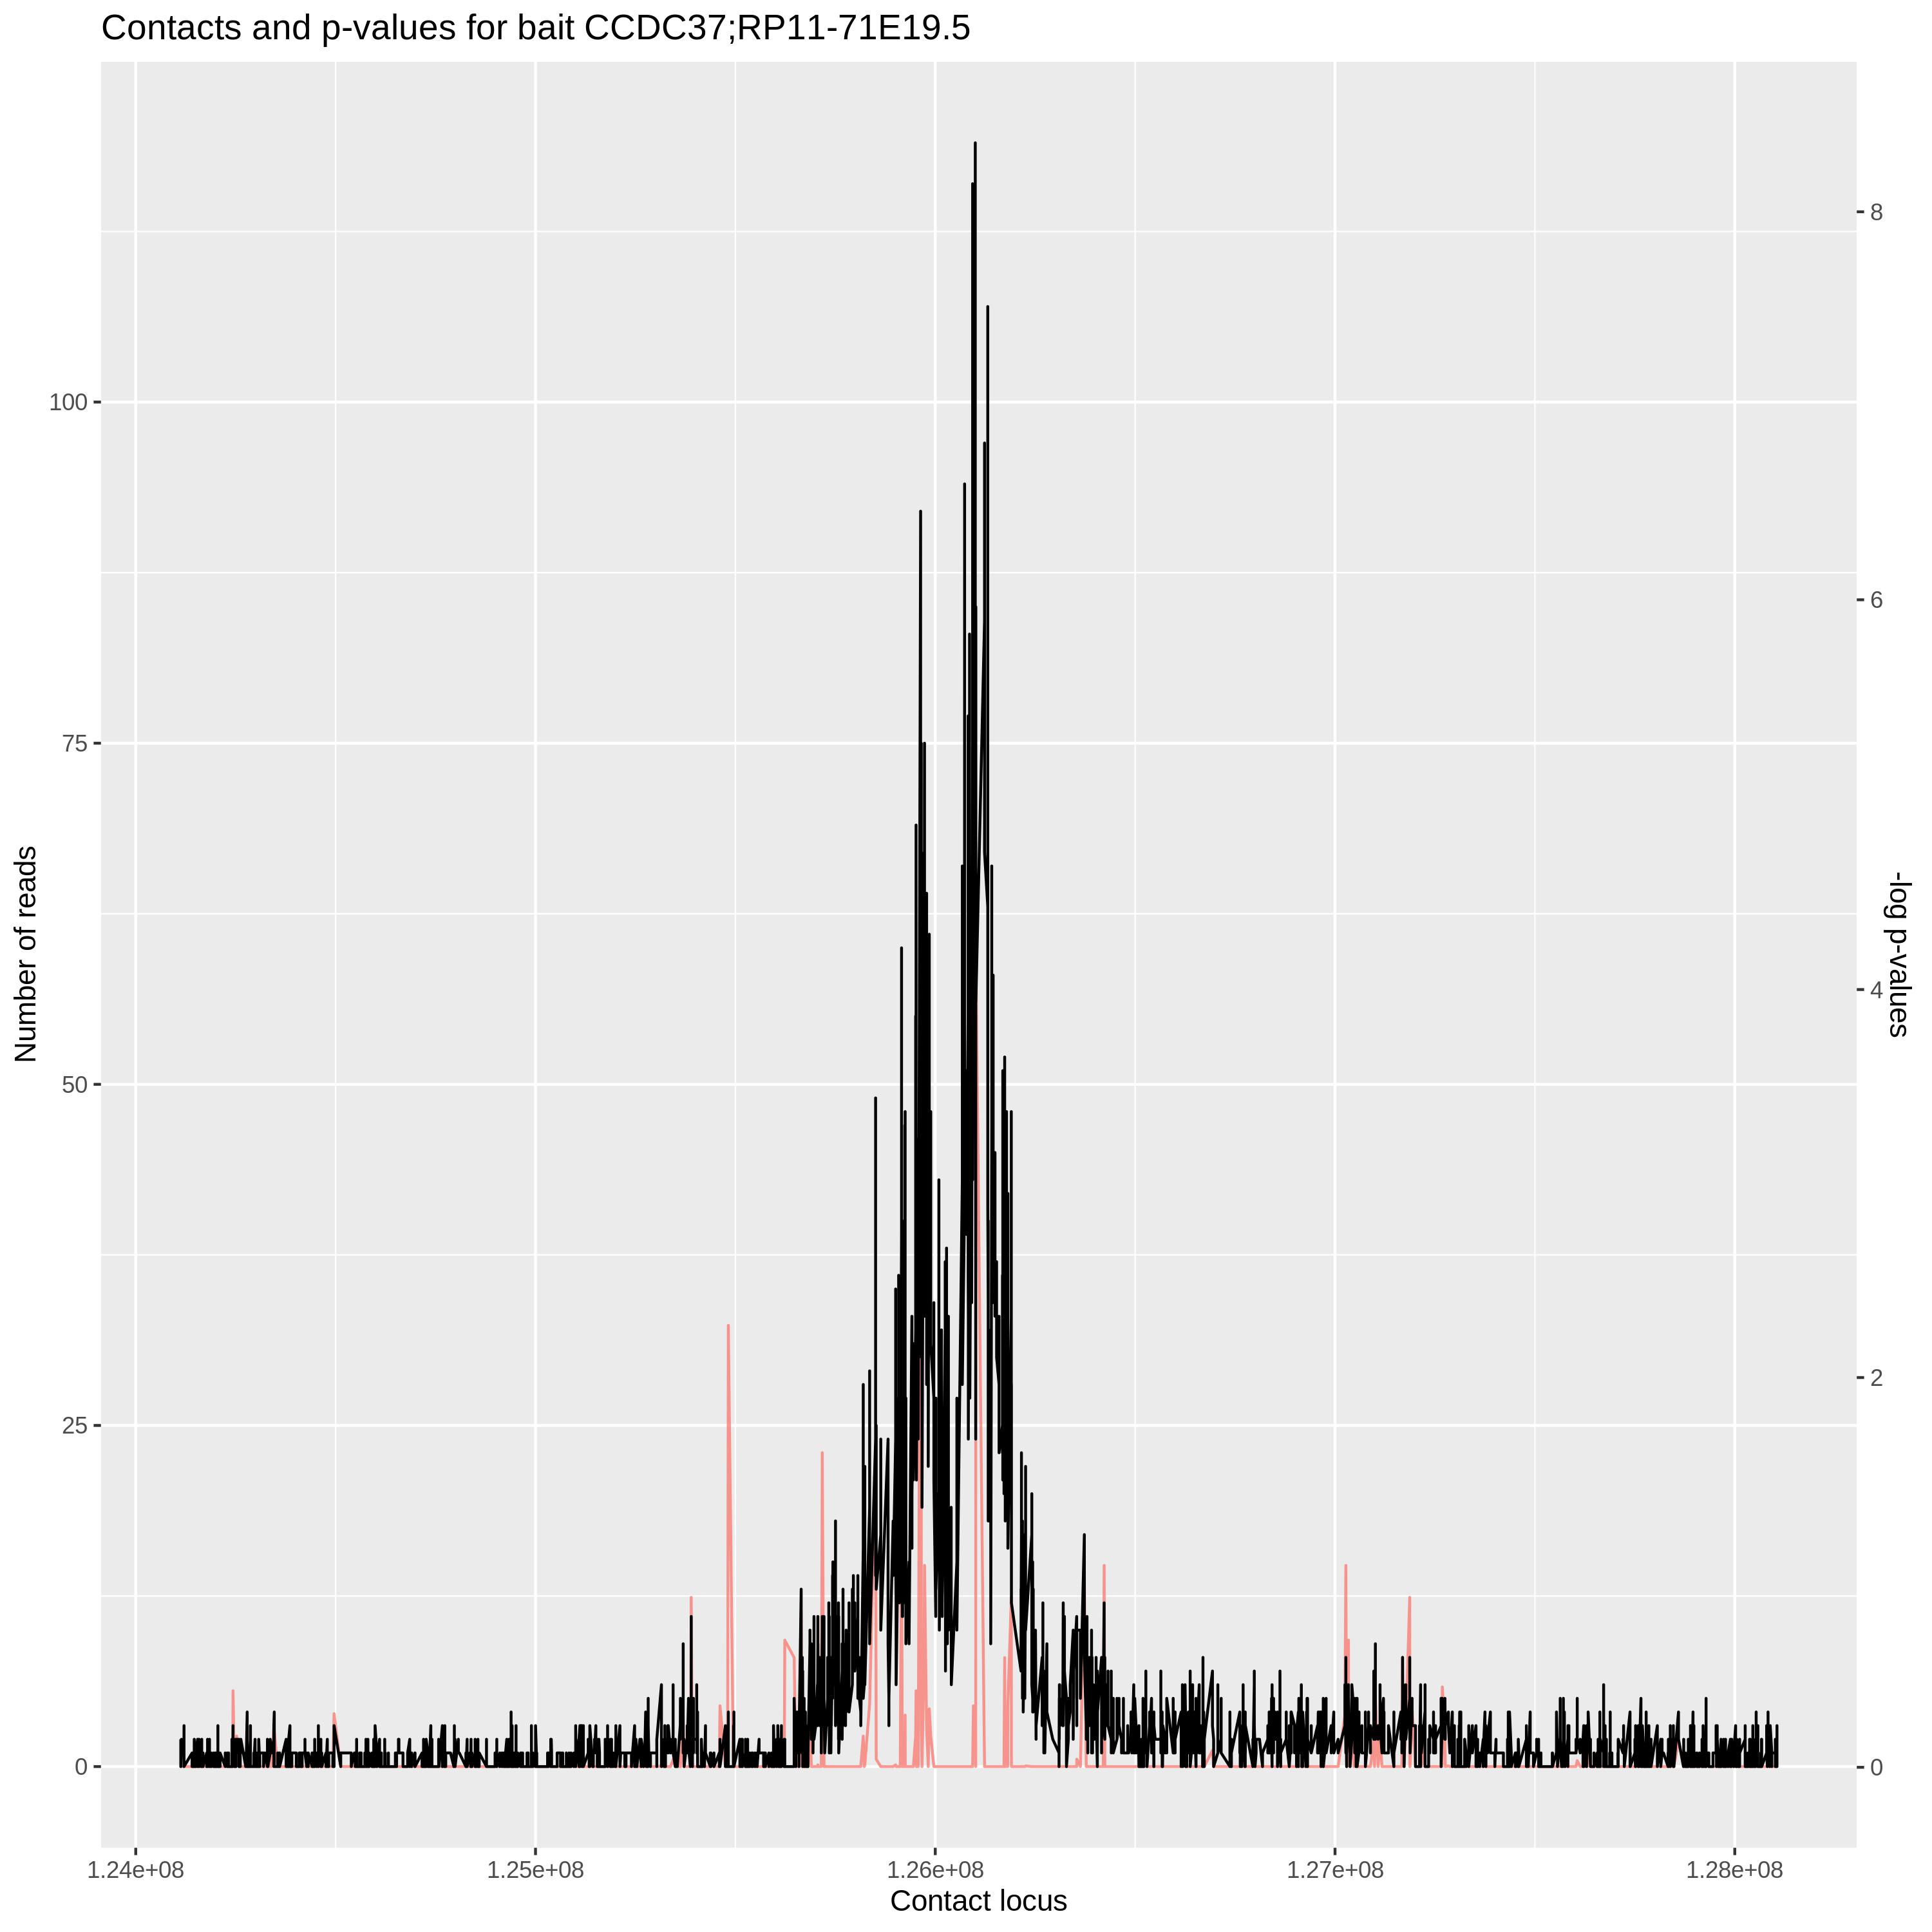 Contacts and p-values for bait CCDC37;RP11-71E19.5
Number of reads
100
75
50
25
0
8
6
4
2
0
-log p-values
1.24e+08
1.25e+08
1.26e+08
1.27e+08
1.28e+08
Contact locus